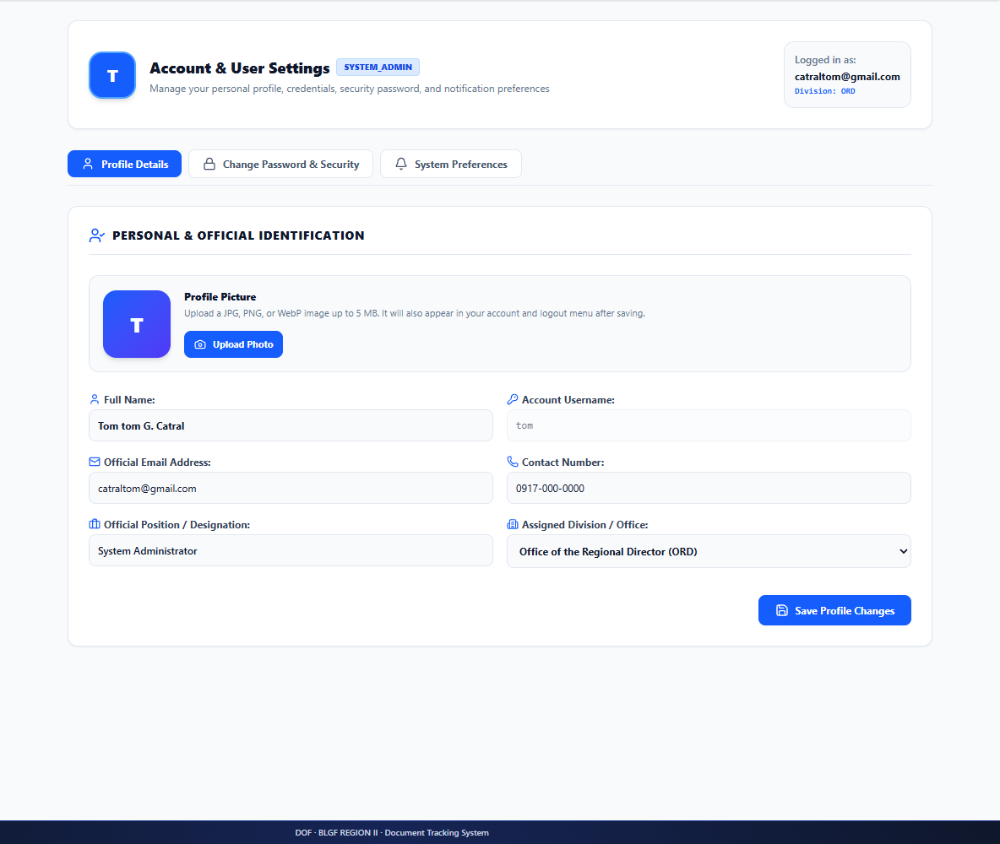 T
Account & User Settings SYSTEM_ADMIN
Manage your personal profile, credentials, security password, and notification preferences
Logged in as:
catraltom@gmail.com
Division: ORD
Profile Details
Change Password & Security
System Preferences
PERSONAL & OFFICIAL IDENTIFICATION
T
Profile Picture
Upload a JPG, PNG, or WebP image up to 5 MB. It will also appear in your account and logout menu after saving.
Upload Photo
Full Name:
Tom tom G. Catral
Account Username:
tom
Official Email Address:
catraltom@gmail.com
Contact Number:
0917-000-0000
Official Position / Designation:
System Administrator
Assigned Division / Office:
Office of the Regional Director (ORD)
Save Profile Changes
DOF · BLGF REGION II · Document Tracking System